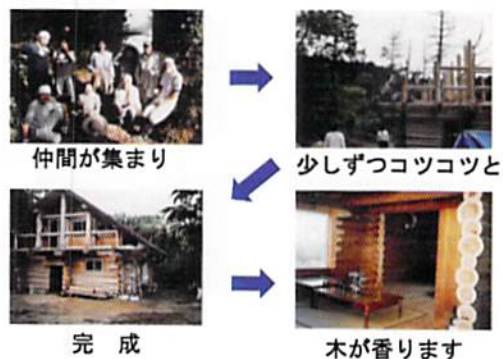 仲間が集まり
少しずつコツコツと
完　成
木が香ります